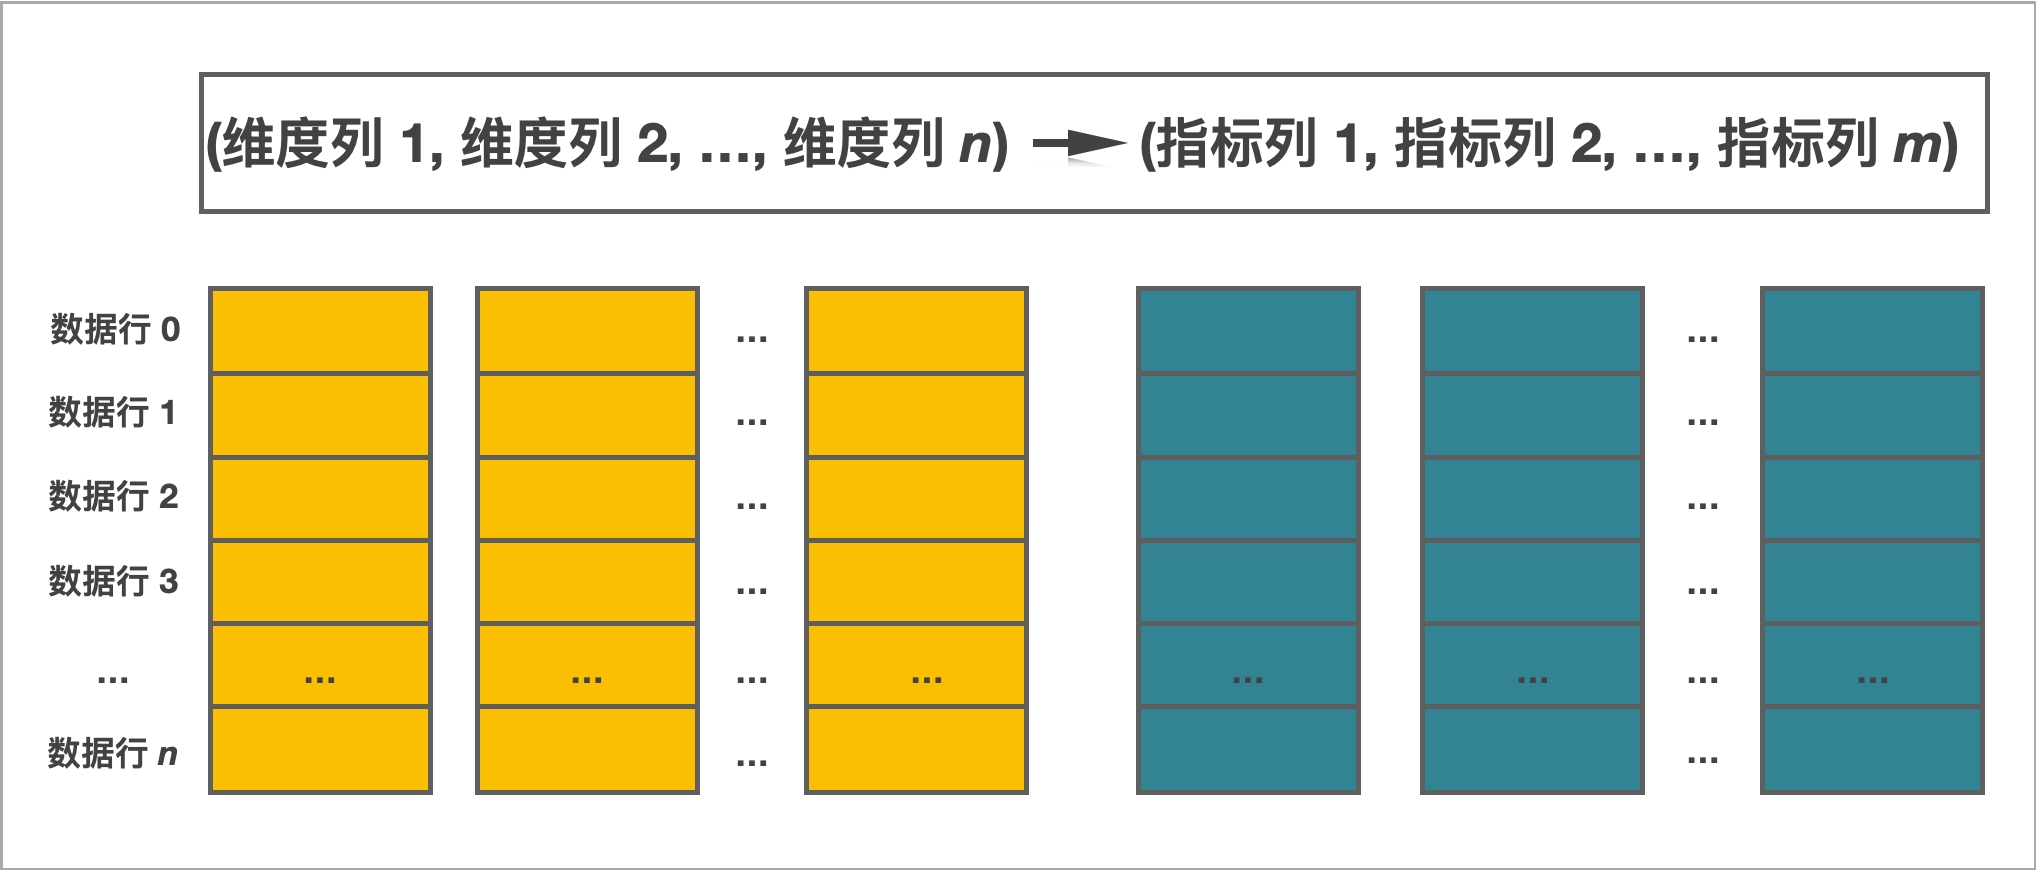 (维度列 1, 维度列 2, ..., 维度列 n) → (指标列 1, 指标列 2, ..., 指标列 m)
数据行 0 ... ...
数据行 1 ... ...
数据行 2 ... ...
数据行 3 ... ...
... ... ... ... ... ... ... ... ...
数据行 n ... ...